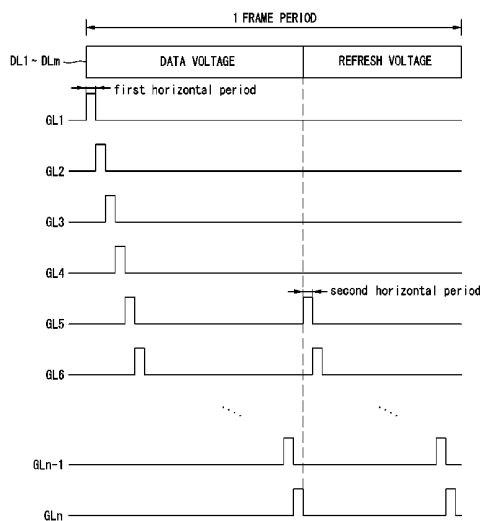 1 FRAME PERIOD
DL1~DLm
DATA VOLTAGE
REFRESH VOLTAGE
first horizontal period
GL1
GL2
GL3
GL4
second horizontal period
GL5
GL6
GLn-1
GLn